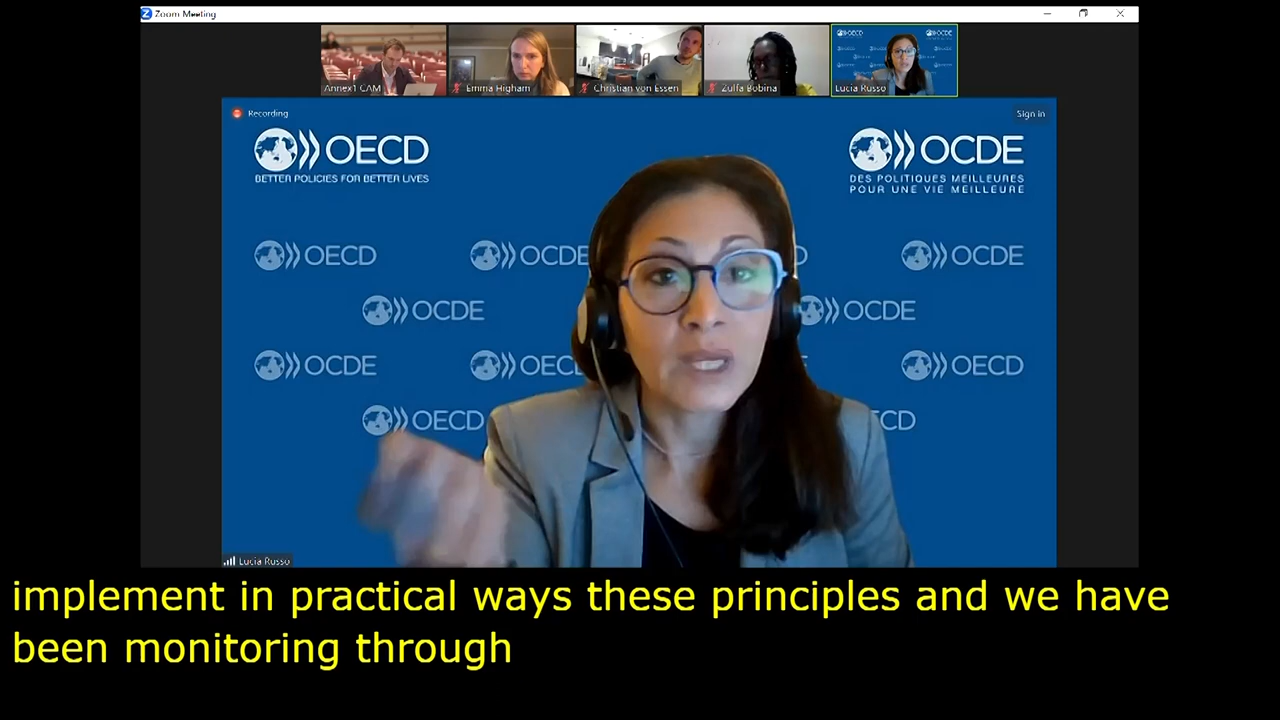 Zoom Meeting
Annex1 CAM
Emma Higham
Christian von Essen
Zulfa Bobina
Lucia Russo
Recording
Sign in
OECD
BETTER POLICIES FOR BETTER LIVES
OCDE
DES POLITIQUES MEILLEURES
POUR UNE VIE MEILLEURE
OECD
OCDE
OECD
OCDE
OCDE
OCDE
OECD
OECD
OECD
Lucia Russo
implement in practical ways these principles and we have
been monitoring through